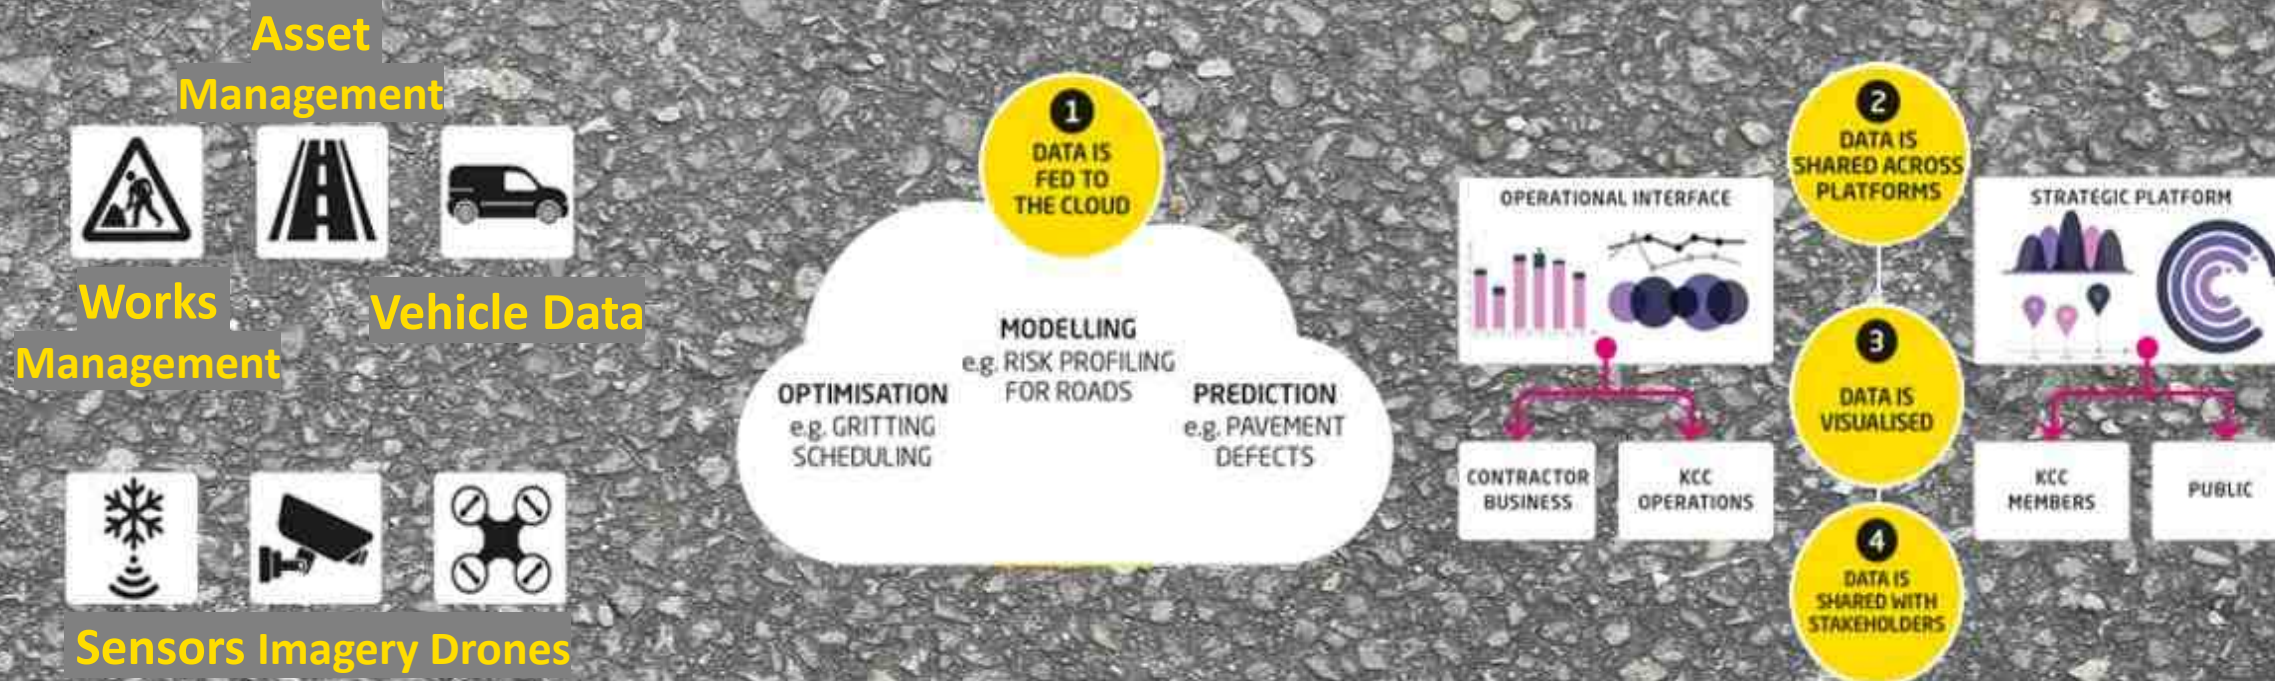 Asset
Management
Works
Management
Vehicle Data
Sensors Imagery Drones
1
DATA IS
FED TO
THE CLOUD
MODELLING
e.g. RISK PROFILING
FOR ROADS
OPTIMISATION
e.g. GRITTING
SCHEDULING
PREDICTION
e.g. PAVEMENT
DEFECTS
2
DATA IS
SHARED ACROSS
PLATFORMS
OPERATIONAL INTERFACE
STRATEGIC PLATFORM
3
DATA IS
VISUALISED
CONTRACTOR
BUSINESS
KCC
OPERATIONS
KCC
MEMBERS
PUBLIC
4
DATA IS
SHARED WITH
STAKEHOLDERS